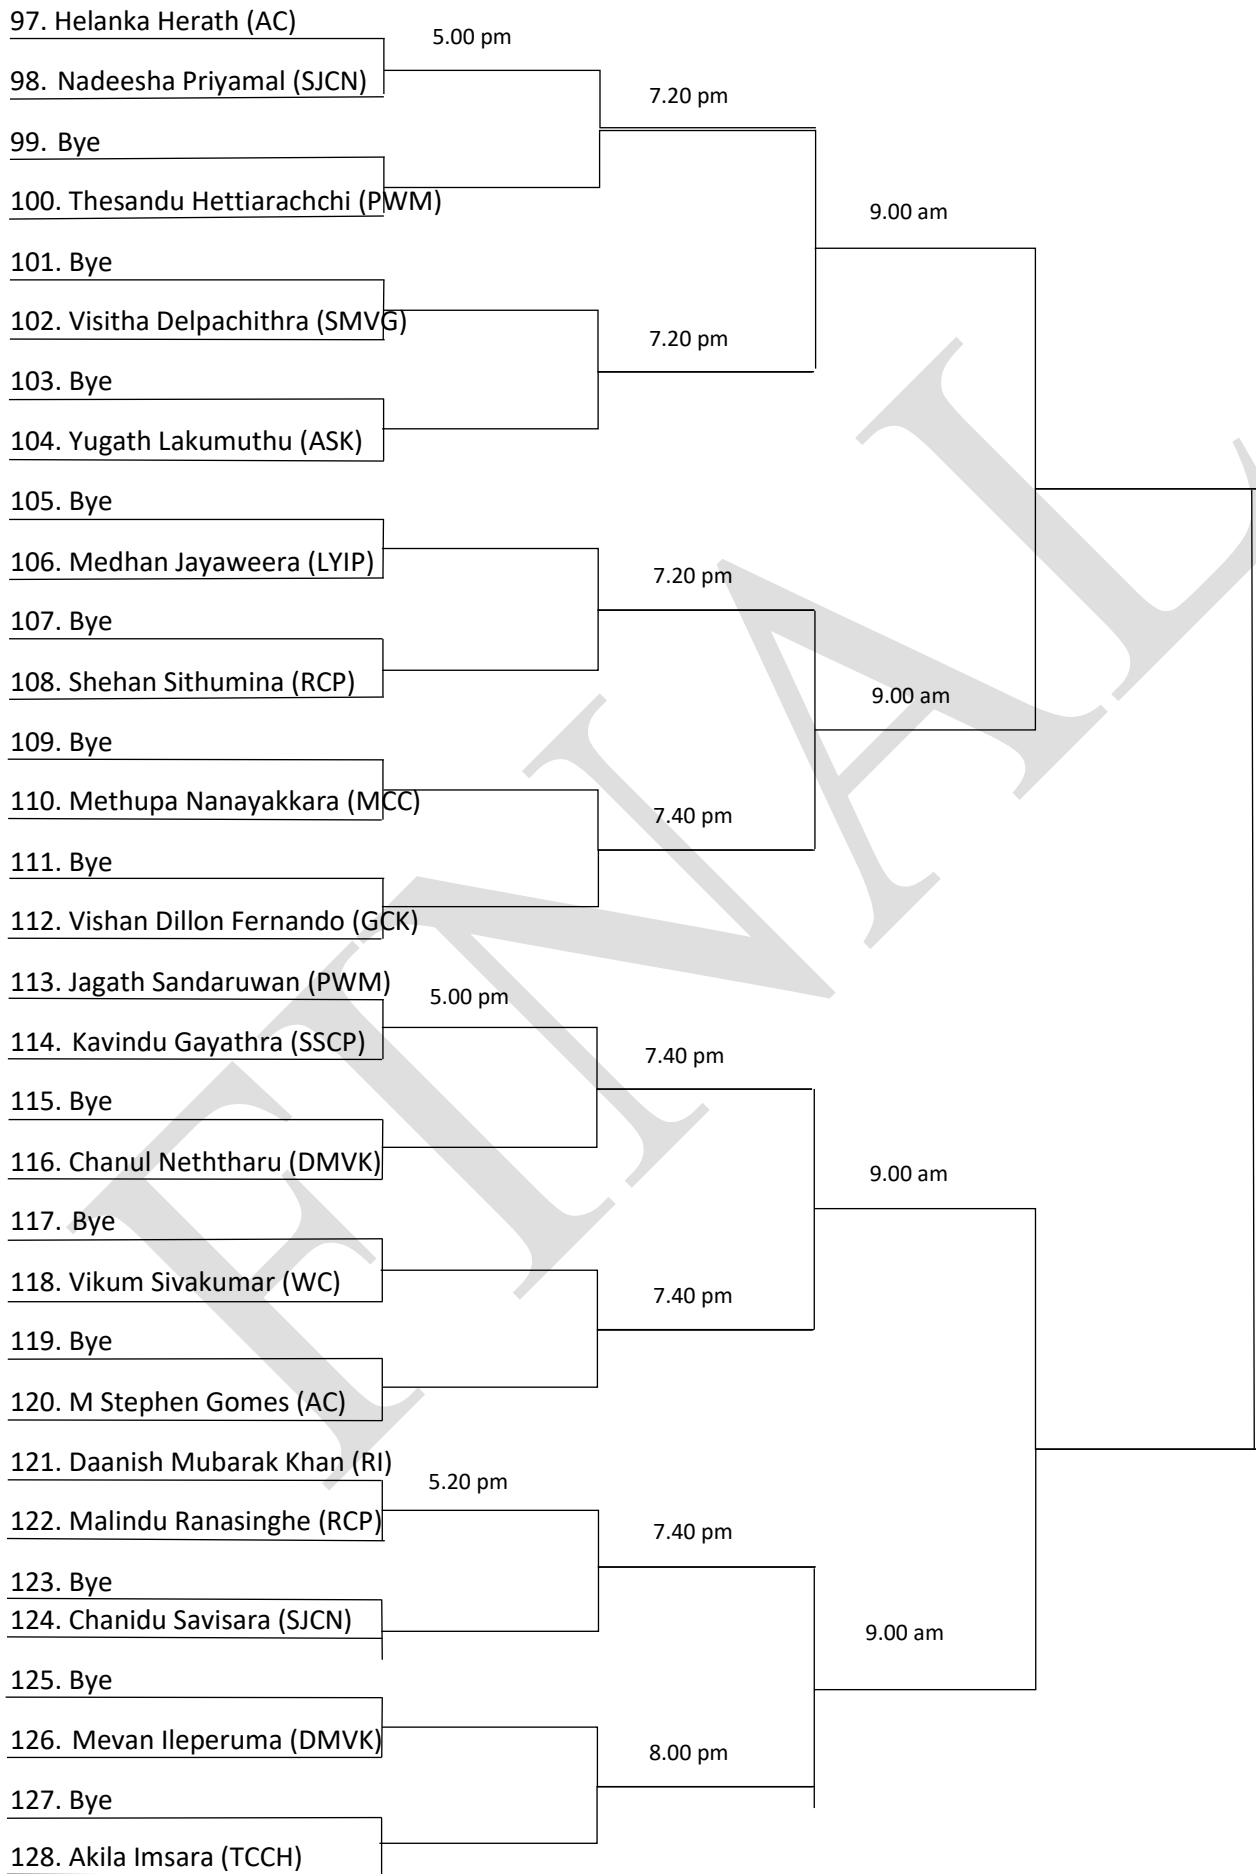 97. Helanka Herath (AC)
5.00 pm
98. Nadeesha Priyamal (SJCN)
7.20 pm
99. Bye
100. Thesandu Hettiarachchi (PWM)
9.00 am
101. Bye
102. Visitha Delpachithra (SMVG)
7.20 pm
103. Bye
104. Yugath Lakumuthu (ASK)
105. Bye
106. Medhan Jayaweera (LYIP)
7.20 pm
107. Bye
108. Shehan Sithumina (RCP)
9.00 am
109. Bye
110. Methupa Nanayakkara (MCC)
7.40 pm
111. Bye
112. Vishan Dillon Fernando (GCK)
113. Jagath Sandaruwan (PWM)
5.00 pm
114. Kavindu Gayathra (SSCP)
7.40 pm
115. Bye
116. Chanul Neththaru (DMVK)
9.00 am
117. Bye
118. Vikum Sivakumar (WC)
7.40 pm
119. Bye
120. M Stephen Gomes (AC)
121. Daanish Mubarak Khan (RI)
5.20 pm
122. Malindu Ranasinghe (RCP)
7.40 pm
123. Bye
124. Chanidu Savisara (SJCN)
9.00 am
125. Bye
126. Mevan Ileperuma (DMVK)
8.00 pm
127. Bye
128. Akila Imsara (TCCH)
FINAL